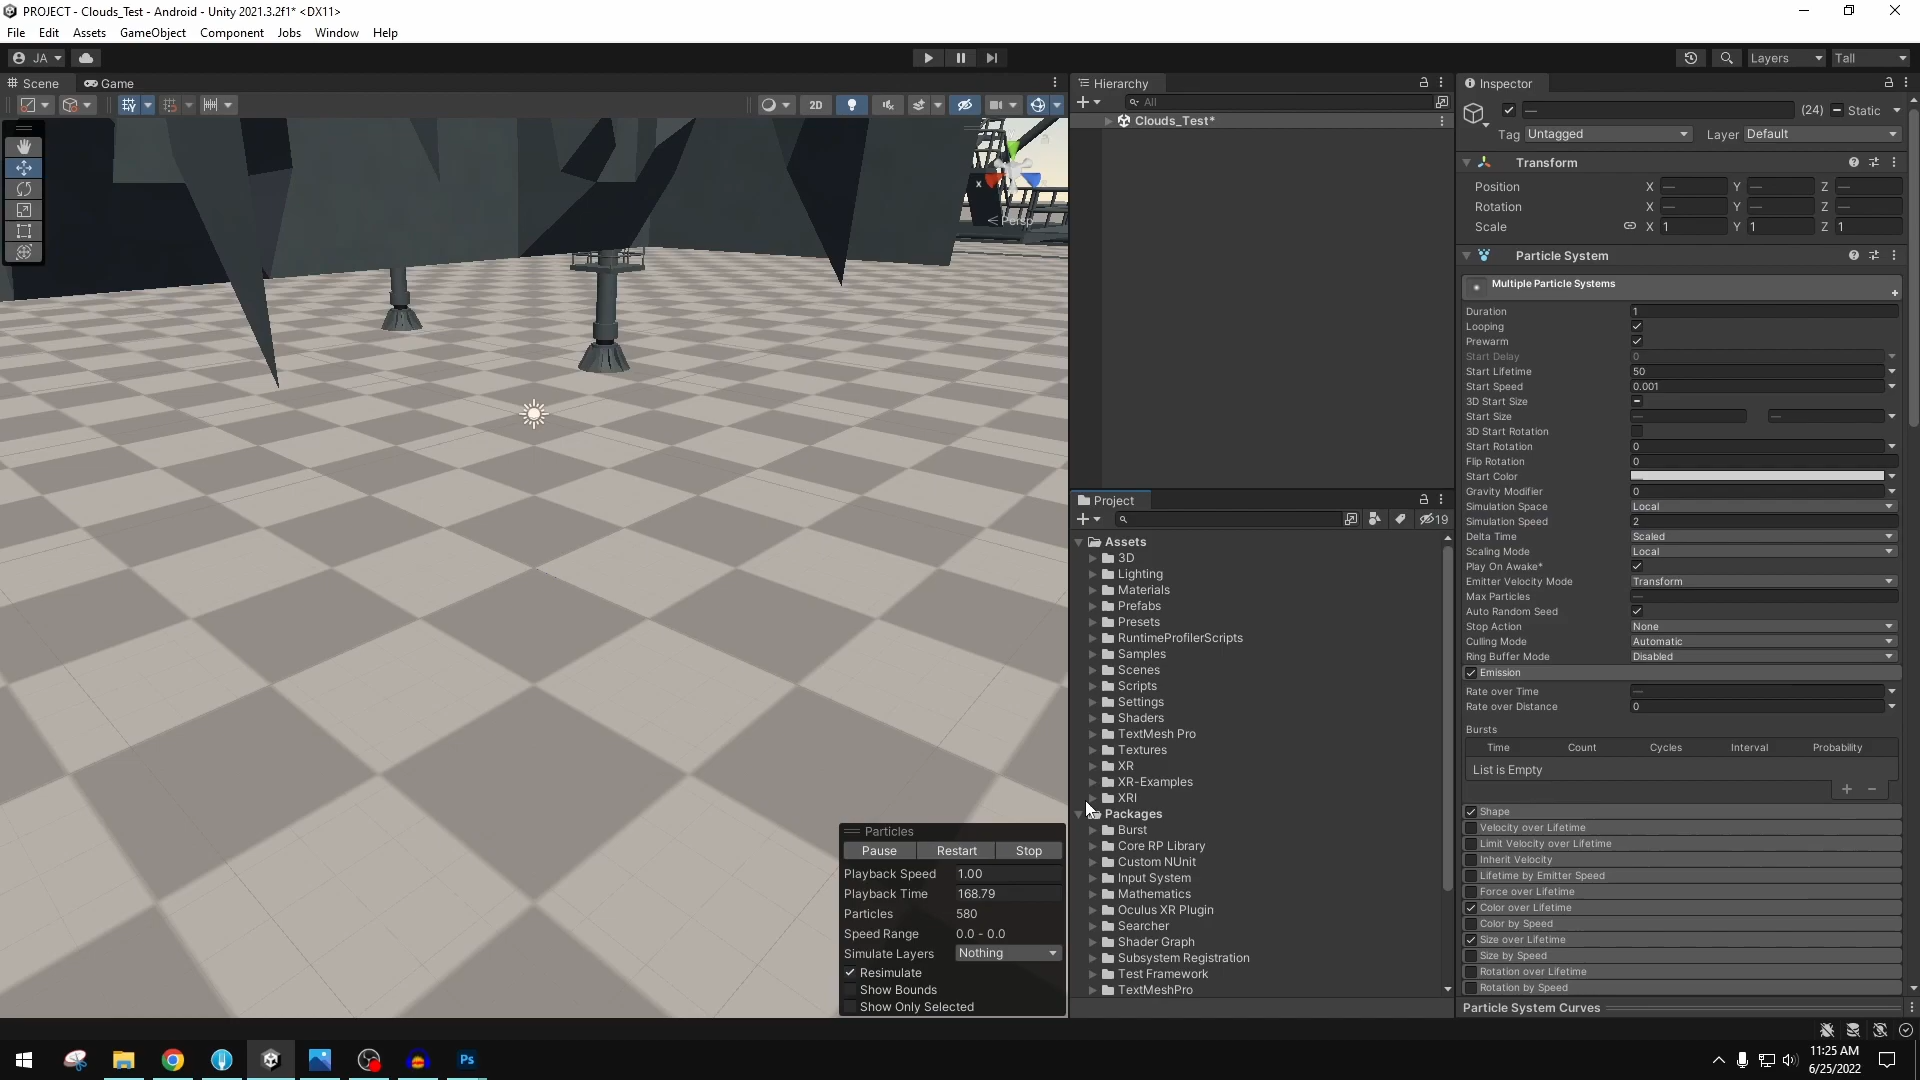 PROJECT - Clouds_Test - Android - Unity 2021.3.2f1* <DX11>
File Edit Assets GameObject Component Jobs Window Help
JA
Layers
Tall
Scene
Game
2D
Persp
x
Particles
Pause Restart Stop
Playback Speed 1.00
Playback Time 168.79
Particles 580
Speed Range 0.0 - 0.0
Simulate Layers Nothing
Resimulate
Show Bounds
Show Only Selected
Hierarchy
All
Clouds_Test*
Project
19
Assets
3D
Lighting
Materials
Prefabs
Presets
RuntimeProfilerScripts
Samples
Scenes
Scripts
Settings
Shaders
TextMesh Pro
Textures
XR
XR-Examples
XRI
Packages
Burst
Core RP Library
Custom NUnit
Input System
Mathematics
Oculus XR Plugin
Searcher
Shader Graph
Subsystem Registration
Test Framework
TextMeshPro
Inspector
— (24) Static
Tag Untagged Layer Default
Transform
Position X — Y — Z —
Rotation X — Y — Z —
Scale X 1 Y 1 Z 1
Particle System
Multiple Particle Systems
Duration 1
Looping
Prewarm
Start Delay 0
Start Lifetime 50
Start Speed 0.001
3D Start Size
Start Size — —
3D Start Rotation
Start Rotation 0
Flip Rotation 0
Start Color
Gravity Modifier 0
Simulation Space Local
Simulation Speed 2
Delta Time Scaled
Scaling Mode Local
Play On Awake*
Emitter Velocity Mode Transform
Max Particles —
Auto Random Seed
Stop Action None
Culling Mode Automatic
Ring Buffer Mode Disabled
Emission
Rate over Time —
Rate over Distance 0
Bursts
Time Count Cycles Interval Probability
List is Empty
Shape
Velocity over Lifetime
Limit Velocity over Lifetime
Inherit Velocity
Lifetime by Emitter Speed
Force over Lifetime
Color over Lifetime
Color by Speed
Size over Lifetime
Size by Speed
Rotation over Lifetime
Rotation by Speed
Particle System Curves
Ps
11:25 AM
6/25/2022